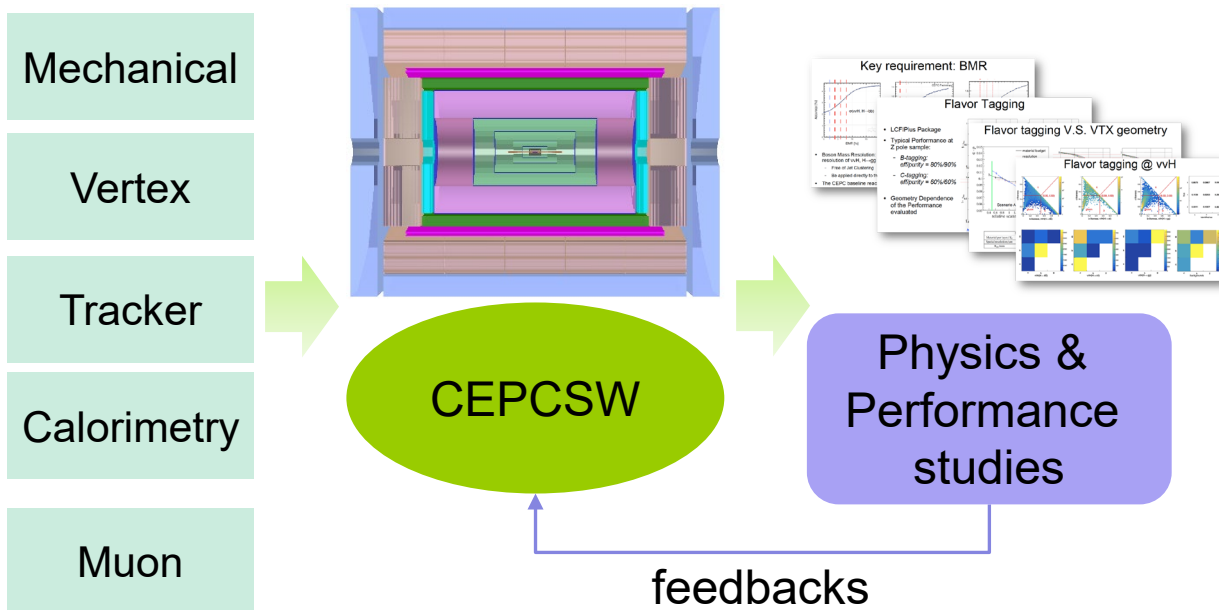 Mechanical
Vertex
Tracker
Calorimetry
Muon
CEPCSW
Key requirement: BMR
BMR [%]
Flavor Tagging
• LCFIPlus Package
• Typical Performance at
Z pole sample:
– B-tagging:
eff/purity = 80%/90%
– C-tagging:
eff/purity = 60%/60%
• Geometry Dependence
of the Performance
evaluated
Flavor tagging V.S. VTX geometry
Flavor tagging @ vvH
Physics &
Performance
studies
feedbacks